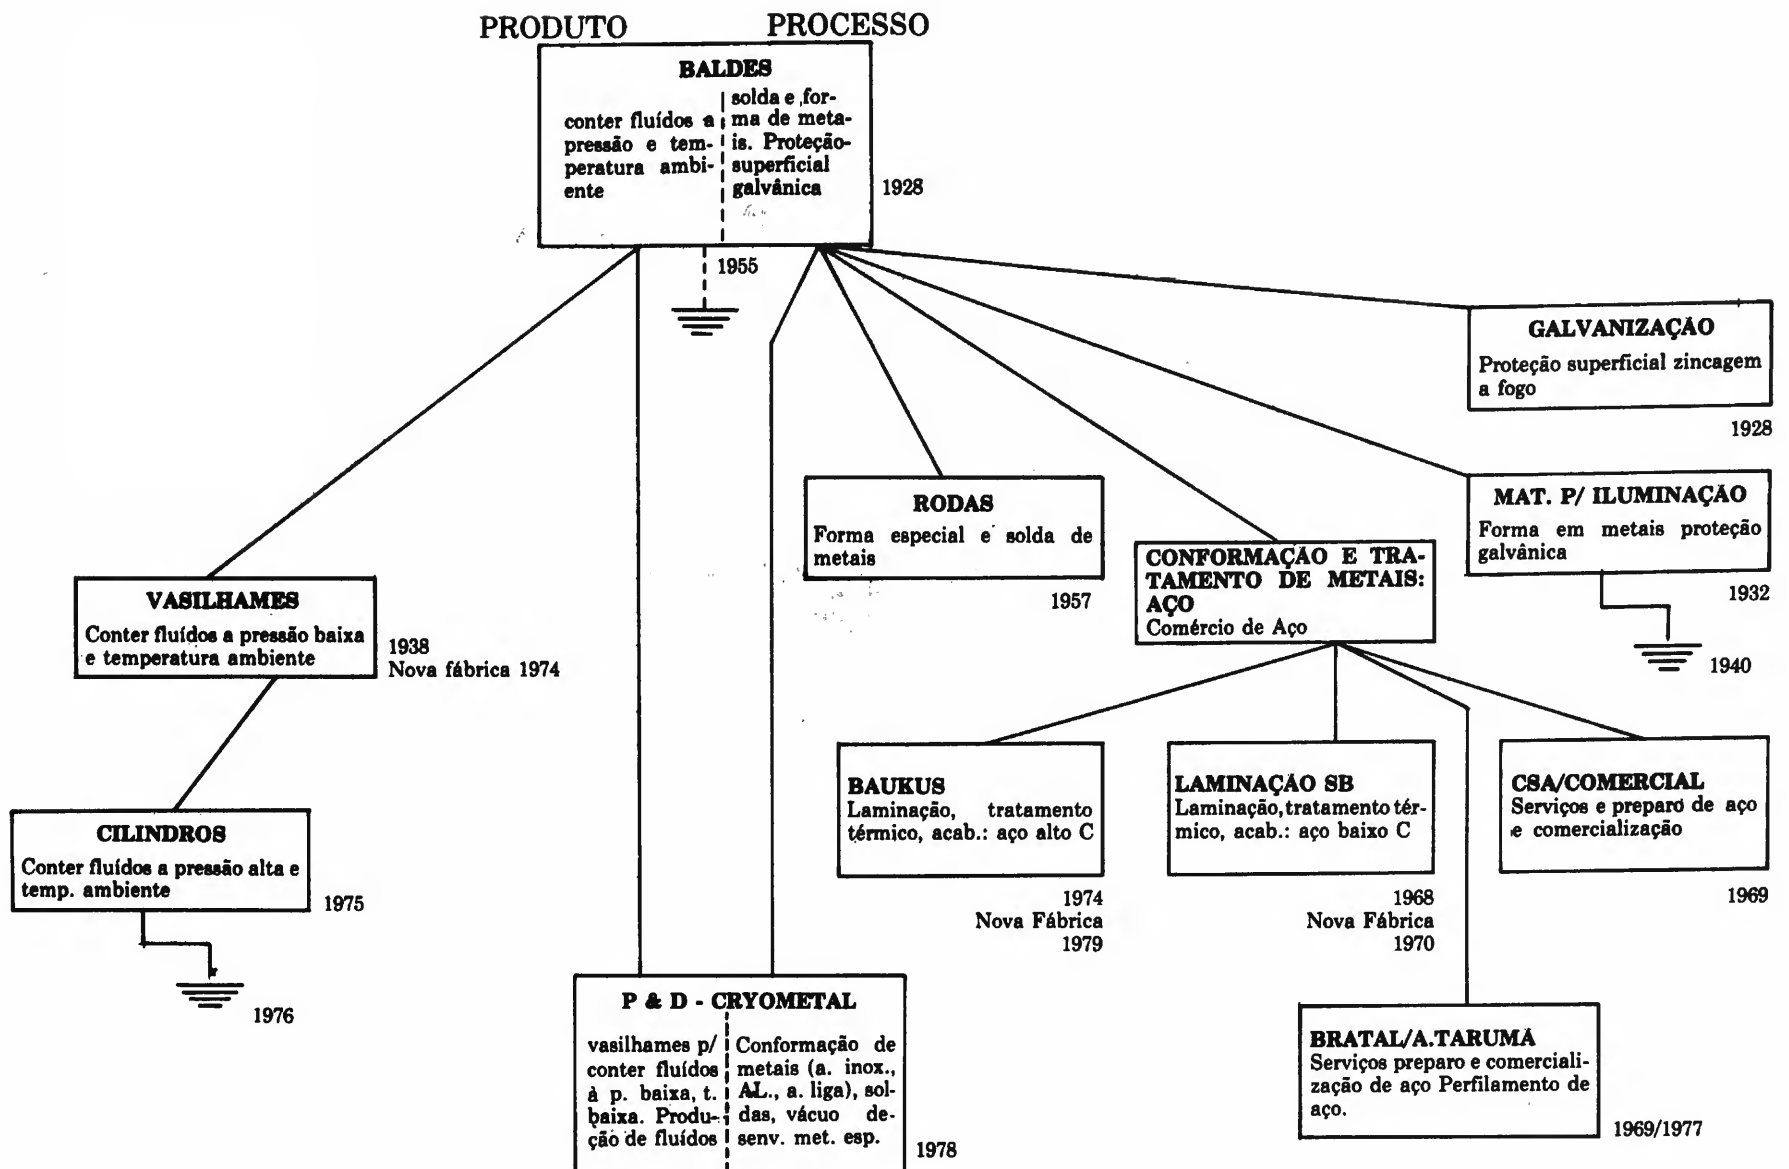 PRODUTO PROCESSO
BALDES
conter fluídos a
pressão e tem-
peratura ambi-
ente
solda e for-
ma de meta-
is. Proteção-
superficial
galvânica
1928
1955
GALVANIZAÇÃO
Proteção superficial zincagem
a fogo
1928
RODAS
Forma especial e solda de
metais
1957
MAT. P/ ILUMINAÇÃO
Forma em metais proteção
galvânica
1932
1940
CONFORMAÇÃO E TRA-
TAMENTO DE METAIS:
AÇO
Comércio de Aço
VASILHAMES
Conter fluídos a pressão baixa
e temperatura ambiente
1938
Nova fábrica 1974
CILINDROS
Conter fluídos a pressão alta e
temp. ambiente
1975
1976
BAUKUS
Laminação, tratamento
térmico, acab.: aço alto C
1974
Nova Fábrica
1979
LAMINAÇÃO SB
Laminação, tratamento tér-
mico, acab.: aço baixo C
1968
Nova Fábrica
1970
CSA/COMERCIAL
Serviços e preparo de aço
e comercialização
1969
P & D - CRYOMETAL
vasilhames p/
conter fluídos
à p. baixa, t.
baixa. Produ-
ção de fluídos
Conformação de
metais (a. inox.,
AL., a. liga), sol-
das, vácuo de-
senv. met. esp.
1978
BRATAL/A.TARUMÃ
Serviços preparo e comerciali-
zação de aço Perfilamento de
aço.
1969/1977